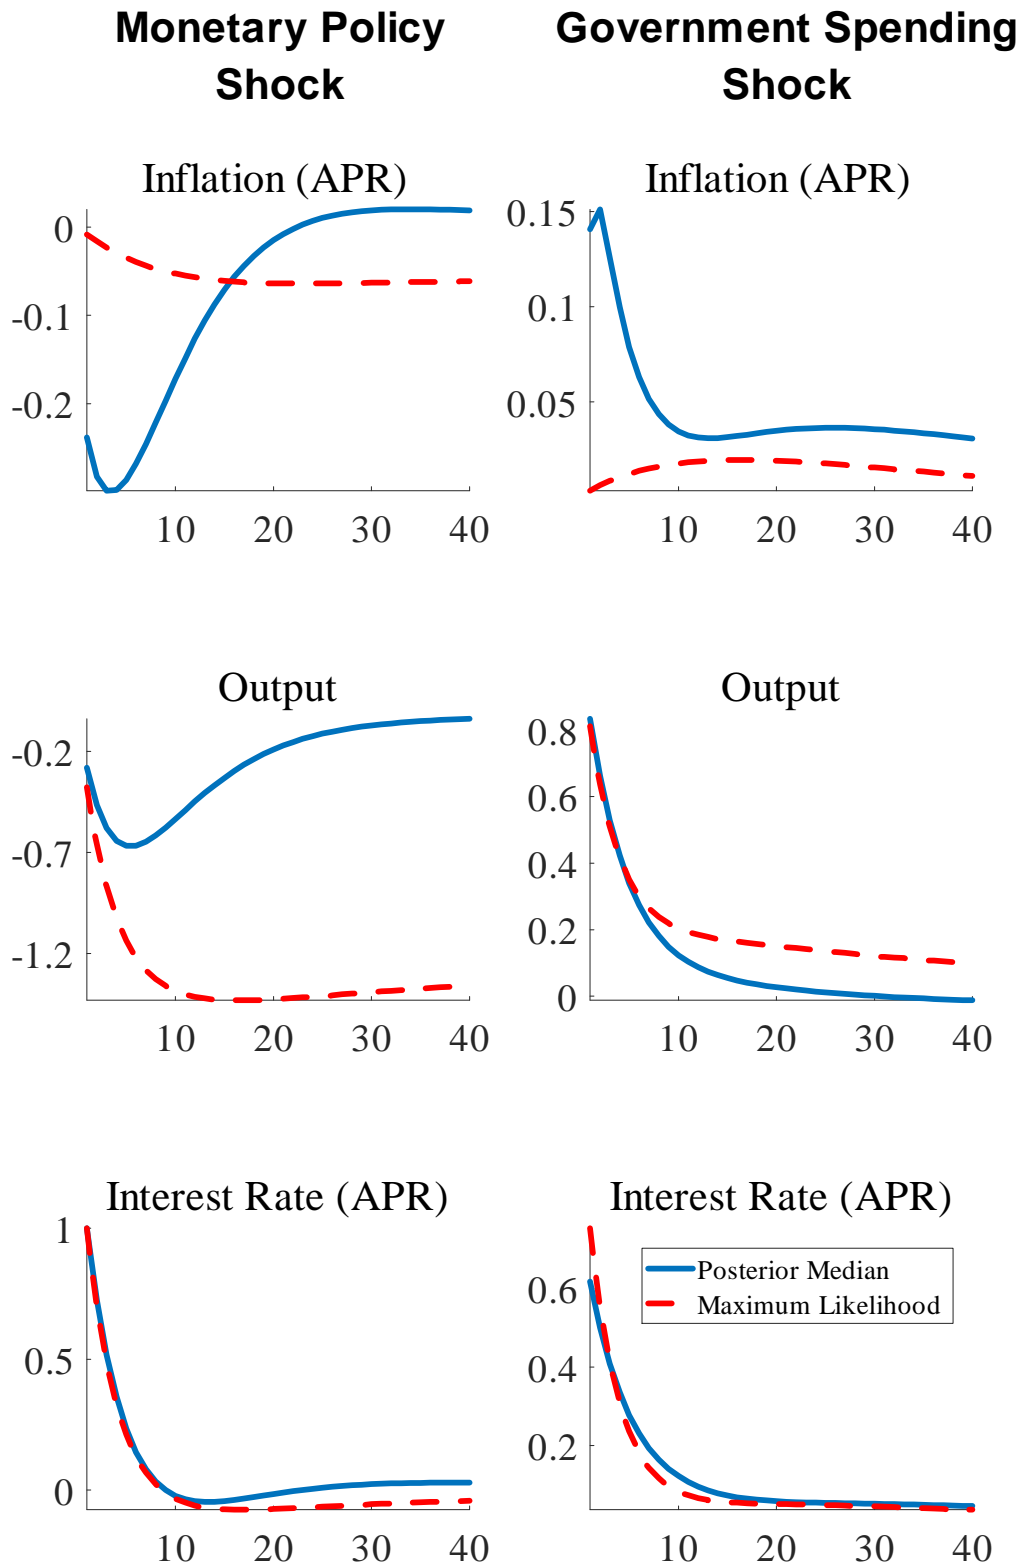 Monetary Policy
Shock
Government Spending
Shock
Inflation (APR)
0
-0.1
-0.2
10 20 30 40
Inflation (APR)
0.15
0.1
0.05
10 20 30 40
Output
-0.2
-0.7
-1.2
10 20 30 40
Output
0.8
0.6
0.4
0.2
0
10 20 30 40
Interest Rate (APR)
1
0.5
0
10 20 30 40
Interest Rate (APR)
0.6
0.4
0.2
10 20 30 40
Posterior Median
Maximum Likelihood